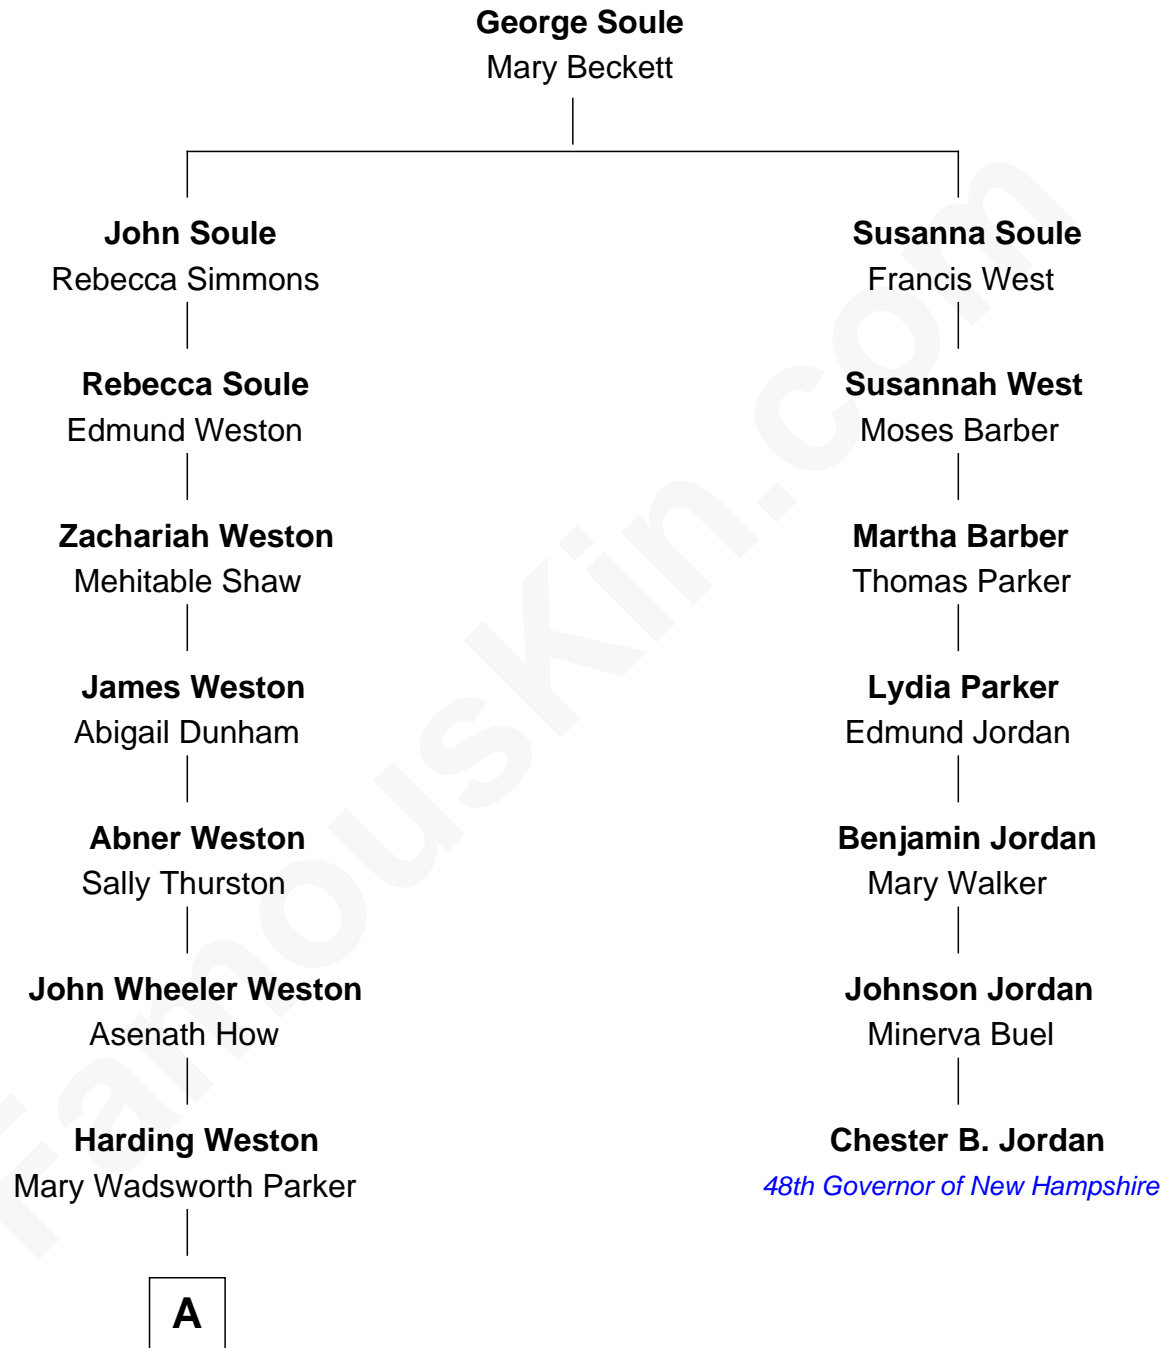 George Soule
Mary Beckett
John Soule
Rebecca Simmons
Susanna Soule
Francis West
Rebecca Soule
Edmund Weston
Susannah West
Moses Barber
Zachariah Weston
Mehitable Shaw
Martha Barber
Thomas Parker
James Weston
Abigail Dunham
Lydia Parker
Edmund Jordan
Abner Weston
Sally Thurston
Benjamin Jordan
Mary Walker
John Wheeler Weston
Asenath How
Johnson Jordan
Minerva Buel
Harding Weston
Mary Wadsworth Parker
Chester B. Jordan
48th Governor of New Hampshire
A
FamousKin.com